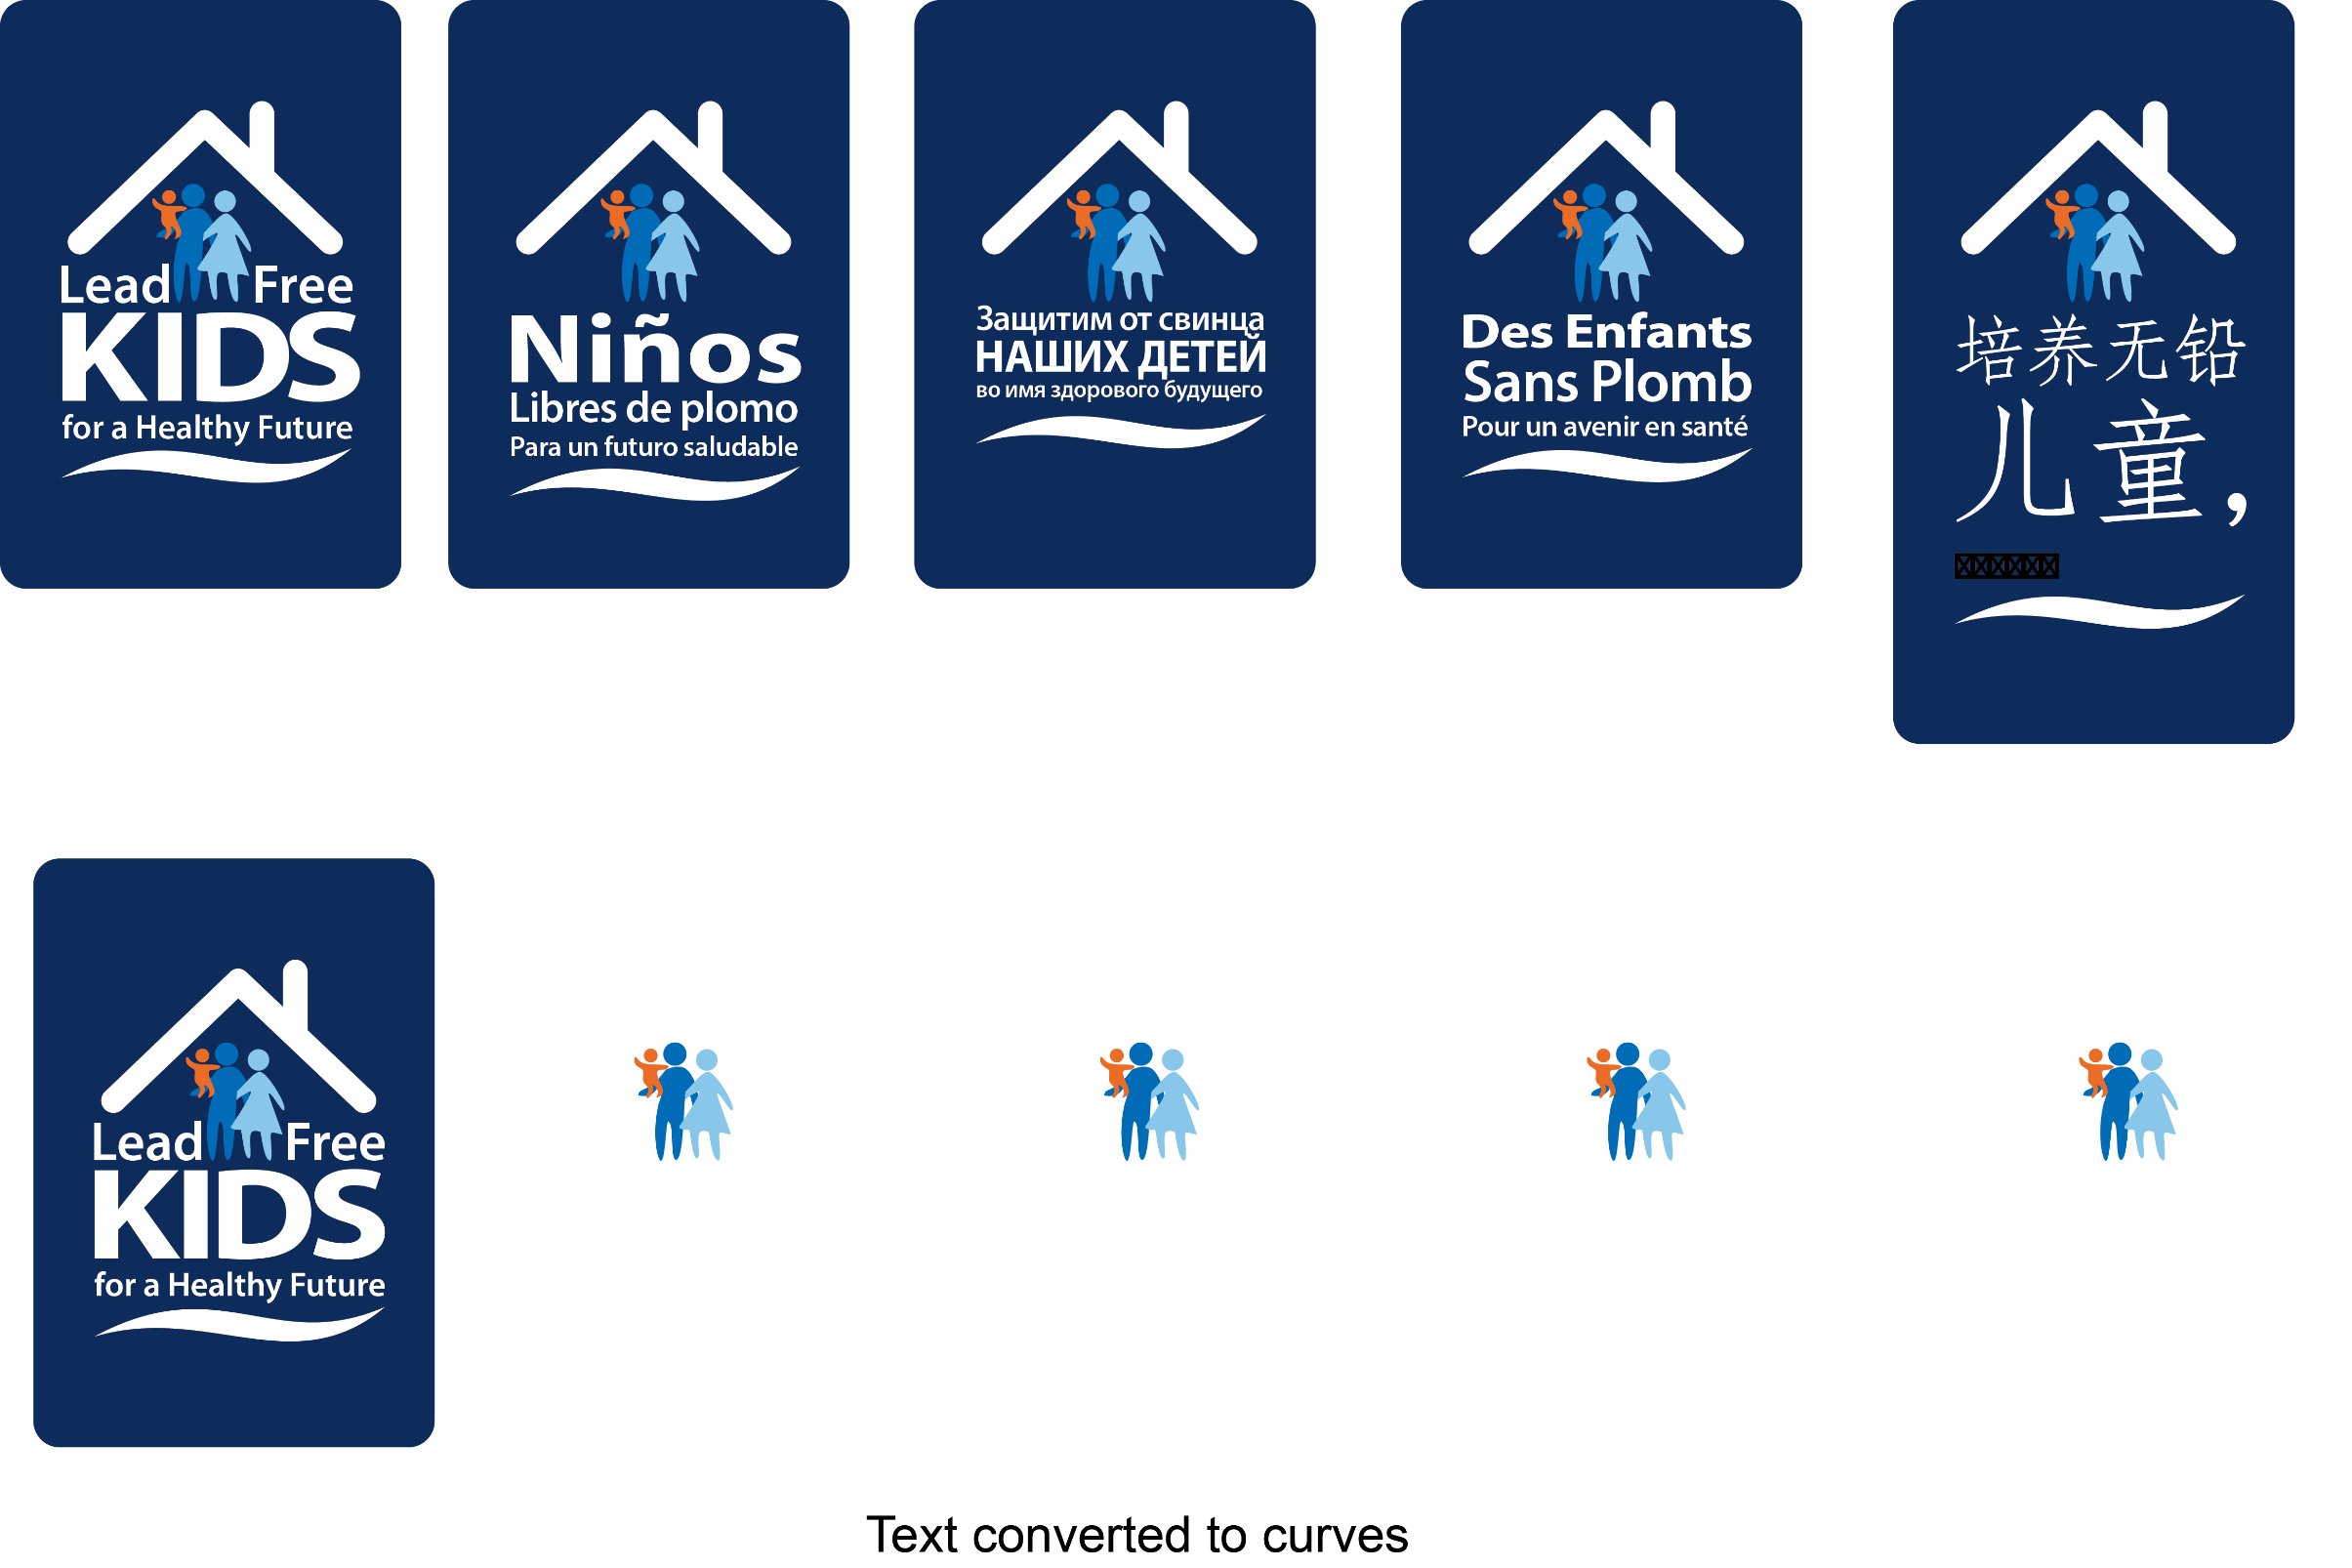 Lead Free
KIDS
for a Healthy Future
Niños
Libres de plomo
Para un futuro saludable
Защитим от свинца
НАШИХ ДЕТЕЙ
во имя здорового будущего
Des Enfants
Sans Plomb
Pour un avenir en santé
培养无铅
儿童,
Lead Free
KIDS
for a Healthy Future
Text converted to curves